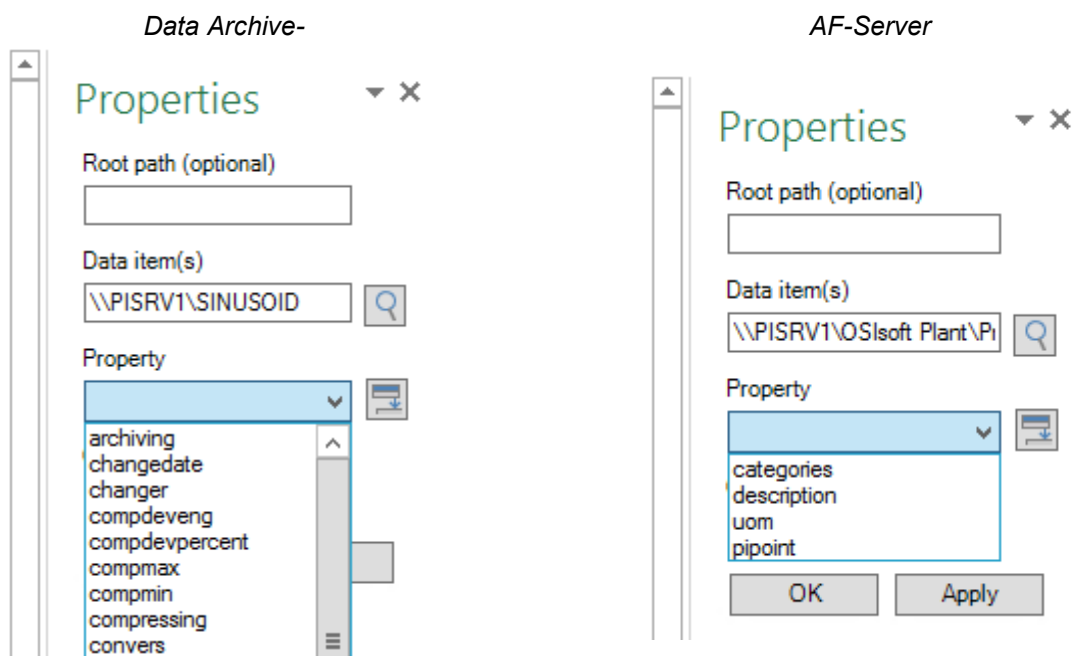 Data Archive-
Properties
Root path (optional)
Data item(s)
\\PISRV1\SINUSOID
Property
archiving
changedate
changer
compdeveng
compdevpercent
compmax
compmin
compressing
convers
AF-Server
Properties
Root path (optional)
Data item(s)
\\PISRV1\OSIsoft Plant\
Property
categories
description
uom
pipoint
OK Apply